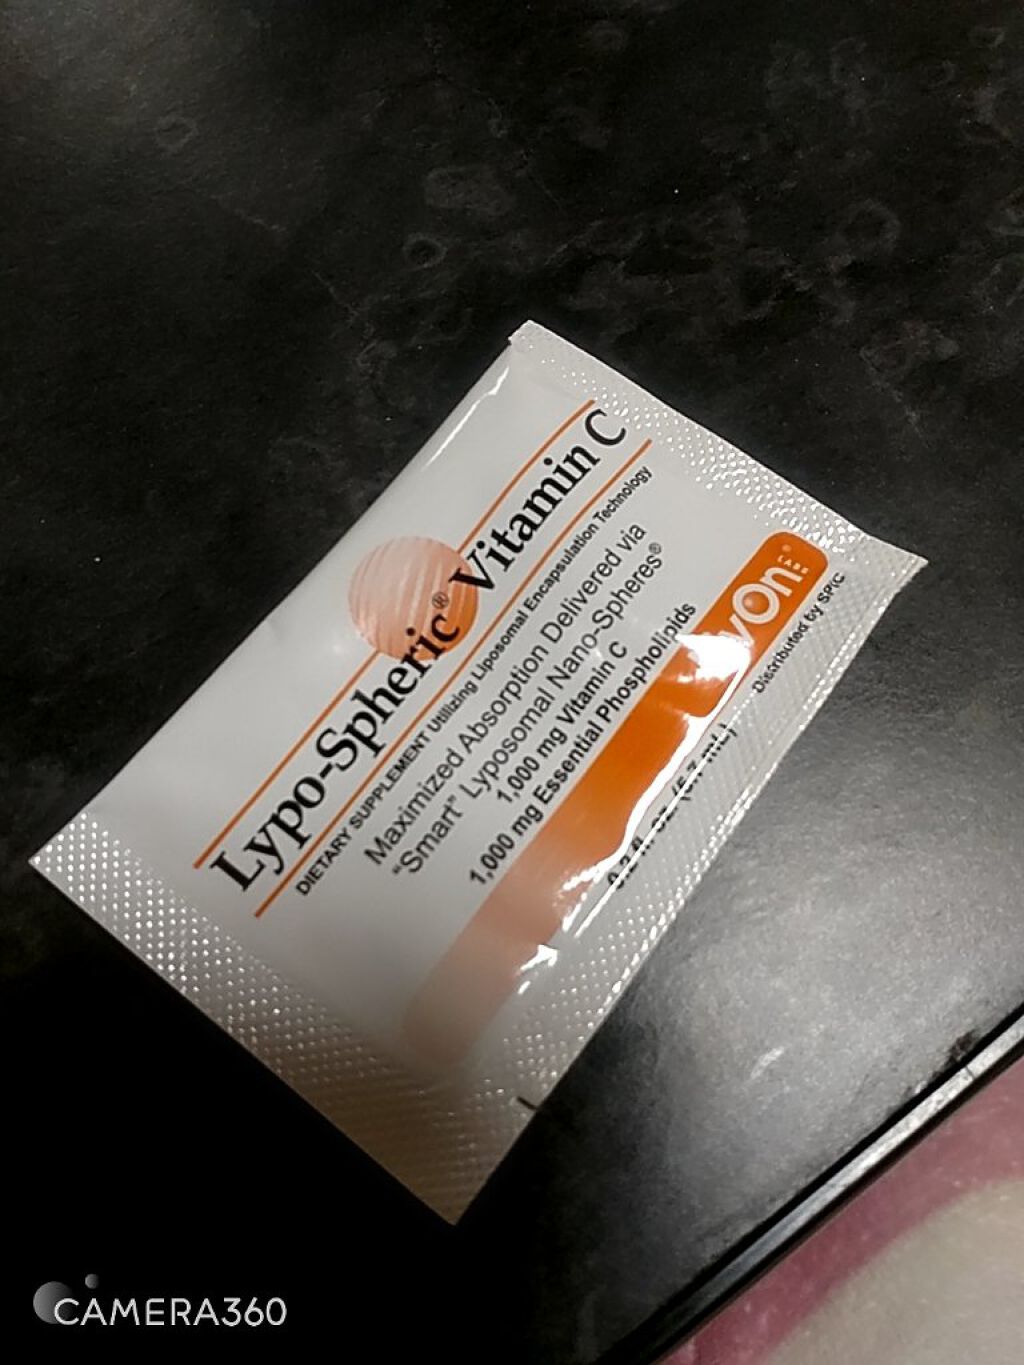 Lypo-Spheric® Vitamin C
DIETARY SUPPLEMENT Utilizing Liposomal Encapsulation Technology
Maximized Absorption Delivered via
"Smart" Lyposomal Nano-Spheres®
1,000 mg Vitamin C
1,000 mg Essential Phospholipids
LABS
Distributed by
CAMERA360